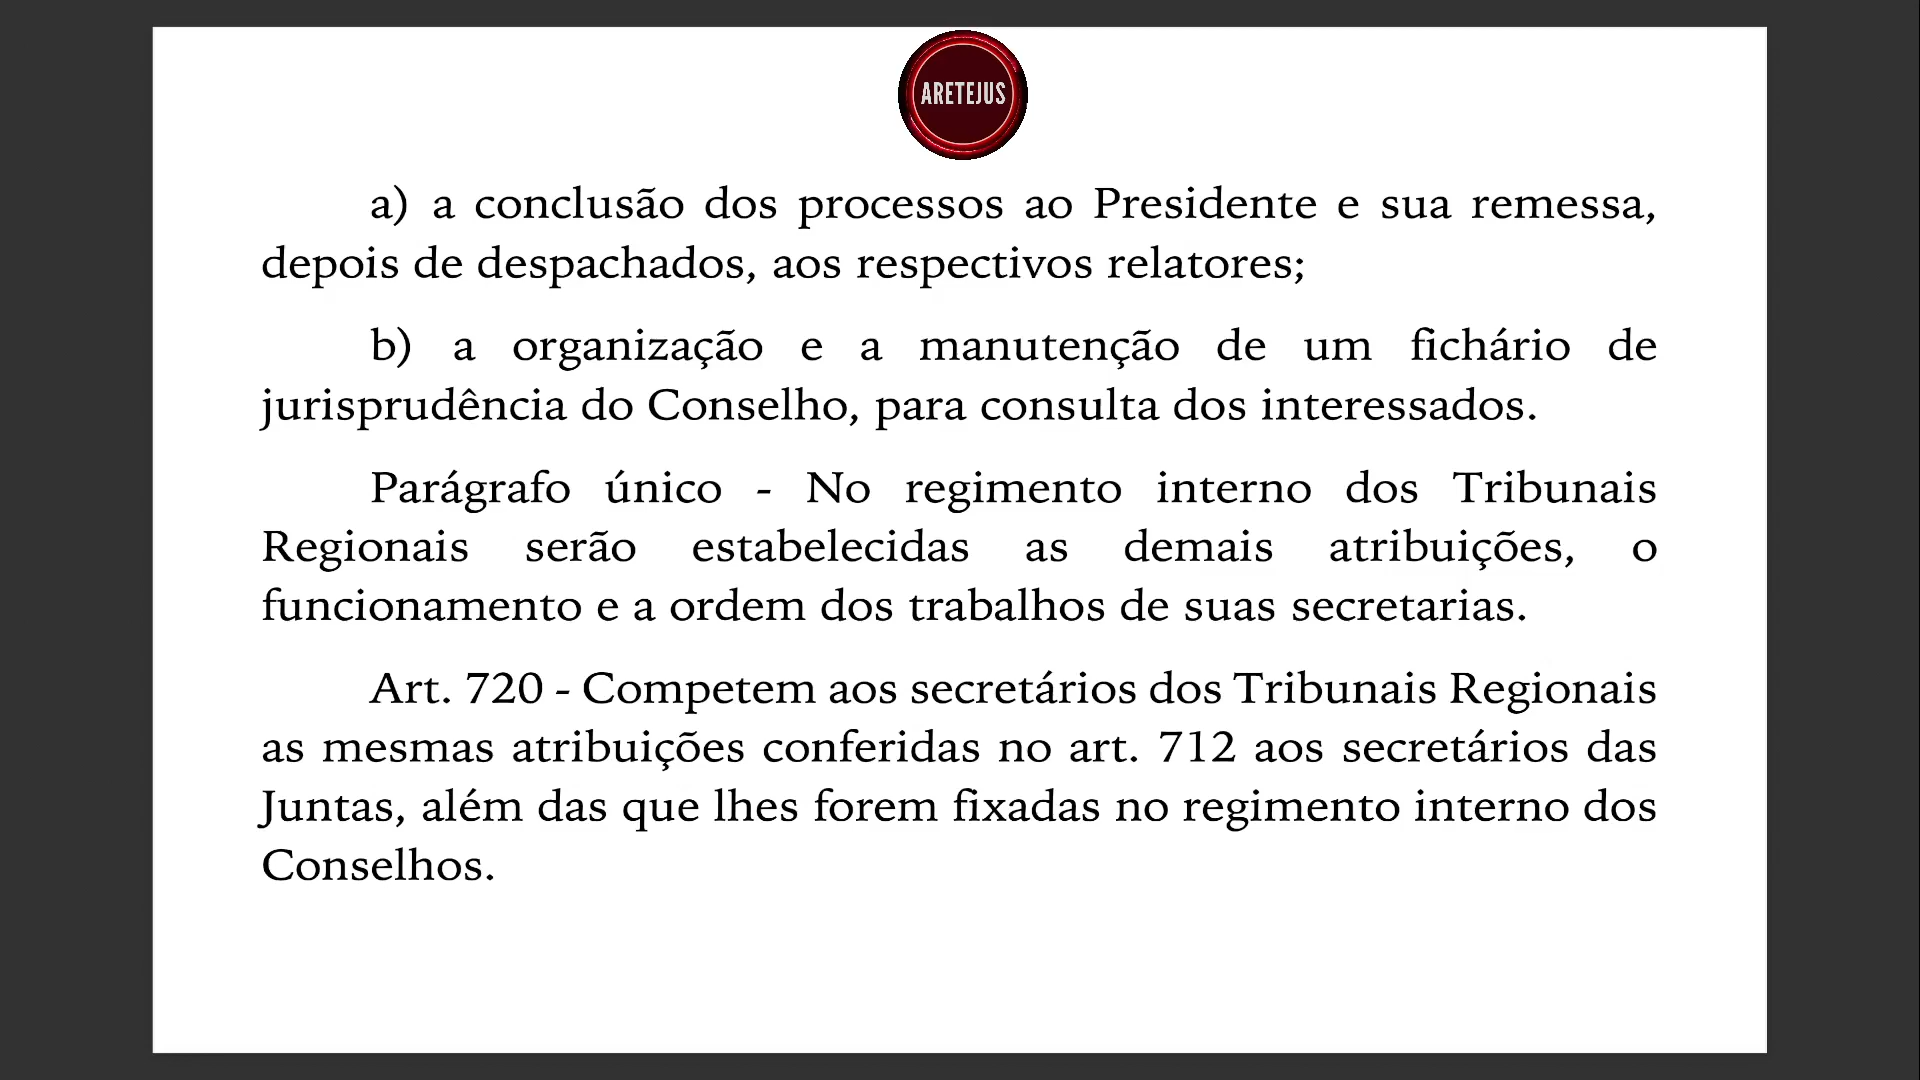 ARETEJUS
a) a conclusão dos processos ao Presidente e sua remessa,
depois de despachados, aos respectivos relatores;
b) a organização e a manutenção de um fichário de
jurisprudência do Conselho, para consulta dos interessados.
Parágrafo único - No regimento interno dos Tribunais
Regionais serão estabelecidas as demais atribuições, o
funcionamento e a ordem dos trabalhos de suas secretarias.
Art. 720 - Competem aos secretários dos Tribunais Regionais
as mesmas atribuições conferidas no art. 712 aos secretários das
Juntas, além das que lhes forem fixadas no regimento interno dos
Conselhos.